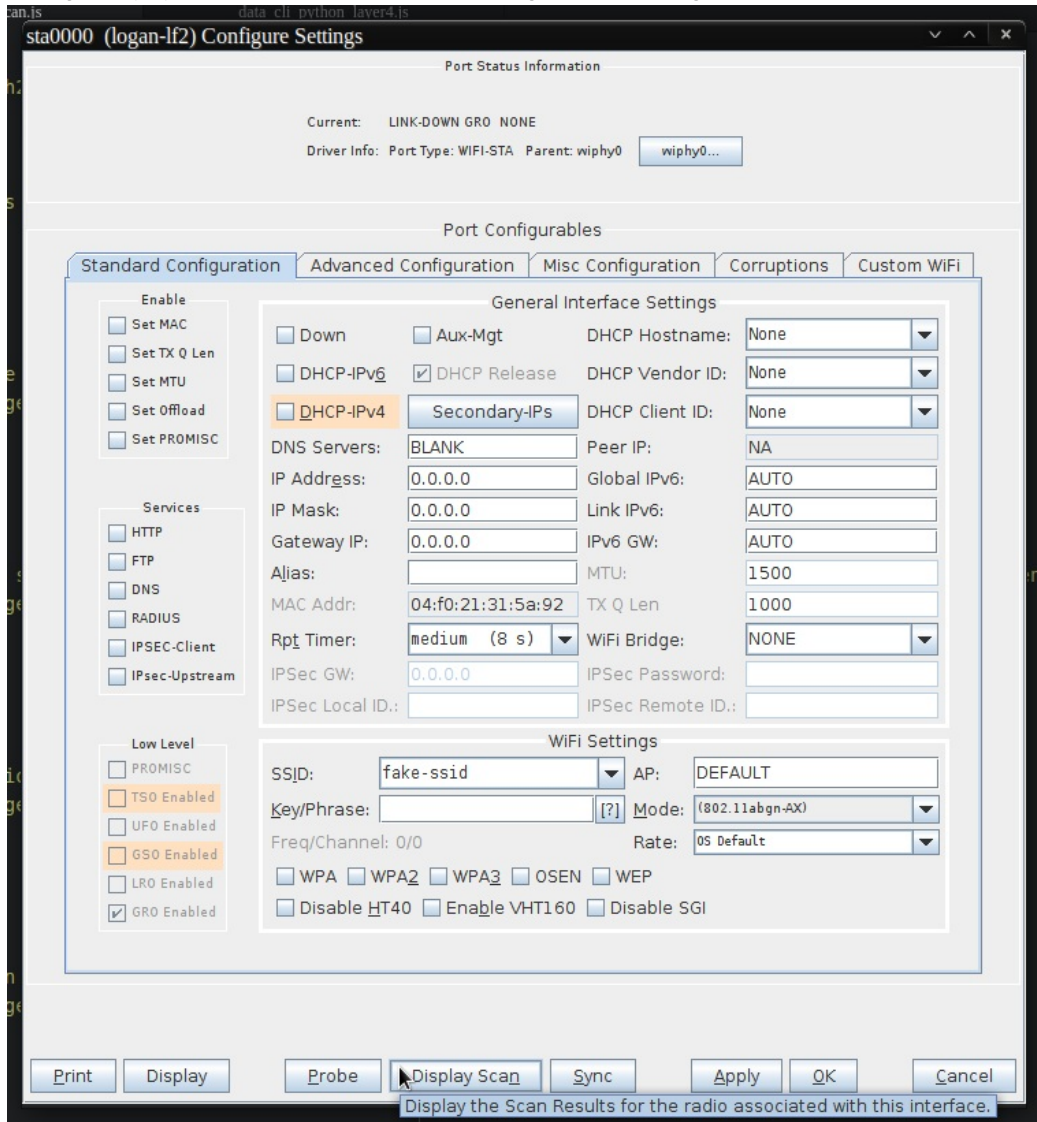 can.js data_cli_python_layer4.js
sta0000 (logan-lf2) Configure Settings
Port Status Information
Current: LINK-DOWN GRO NONE
Driver Info: Port Type: WIFI-STA Parent: wiphy0 wiphy0...
Port Configurables
Standard Configuration Advanced Configuration Misc Configuration Corruptions Custom WiFi
Enable
Set MAC
Set TX Q Len
Set MTU
Set Offload
Set PROMISC
Services
HTTP
FTP
DNS
RADIUS
IPSEC-Client
IPsec-Upstream
Low Level
PROMISC
TSO Enabled
UFO Enabled
GSO Enabled
LRO Enabled
GRO Enabled
General Interface Settings
Down Aux-Mgt DHCP Hostname: None
DHCP-IPv6 DHCP Release DHCP Vendor ID: None
DHCP-IPv4 Secondary-IPs DHCP Client ID: None
DNS Servers: BLANK Peer IP: NA
IP Address: 0.0.0.0 Global IPv6: AUTO
IP Mask: 0.0.0.0 Link IPv6: AUTO
Gateway IP: 0.0.0.0 IPv6 GW: AUTO
Alias: MTU: 1500
MAC Addr: 04:f0:21:31:5a:92 TX Q Len 1000
Rpt Timer: medium (8 s) WiFi Bridge: NONE
IPSec GW: 0.0.0.0 IPSec Password:
IPSec Local ID.: IPSec Remote ID.:
WiFi Settings
SSID: fake-ssid AP: DEFAULT
Key/Phrase: [?] Mode: (802.11abgn-AX)
Freq/Channel: 0/0 Rate: OS Default
WPA WPA2 WPA3 OSEN WEP
Disable HT40 Enable VHT160 Disable SGI
Print Display Probe Display Scan Sync Apply OK Cancel
Display the Scan Results for the radio associated with this interface.